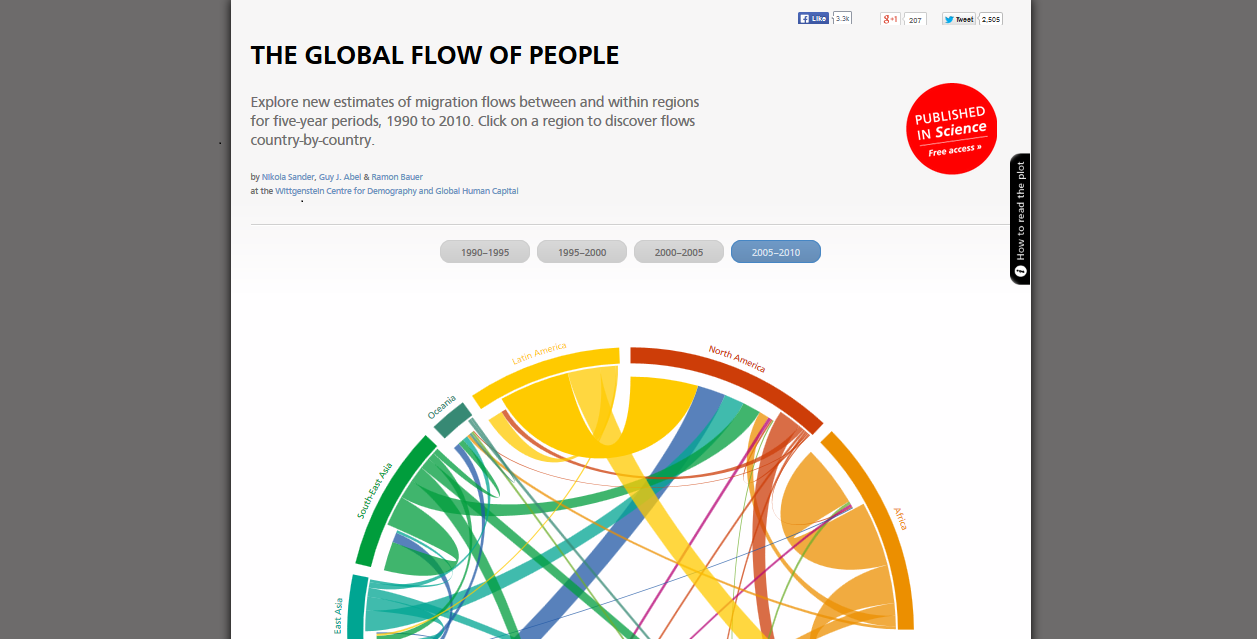 Like 3.3k
g+1 207
Tweet 2,505
THE GLOBAL FLOW OF PEOPLE
Explore new estimates of migration flows between and within regions
for five-year periods, 1990 to 2010. Click on a region to discover flows
country-by-country.
PUBLISHED
IN Science
Free access »
by Nikola Sander, Guy J. Abel & Ramon Bauer
at the Wittgenstein Centre for Demography and Global Human Capital
i How to read the plot
1990–1995
1995–2000
2000–2005
2005–2010
Latin America
North America
Oceania
South-East Asia
Africa
East Asia